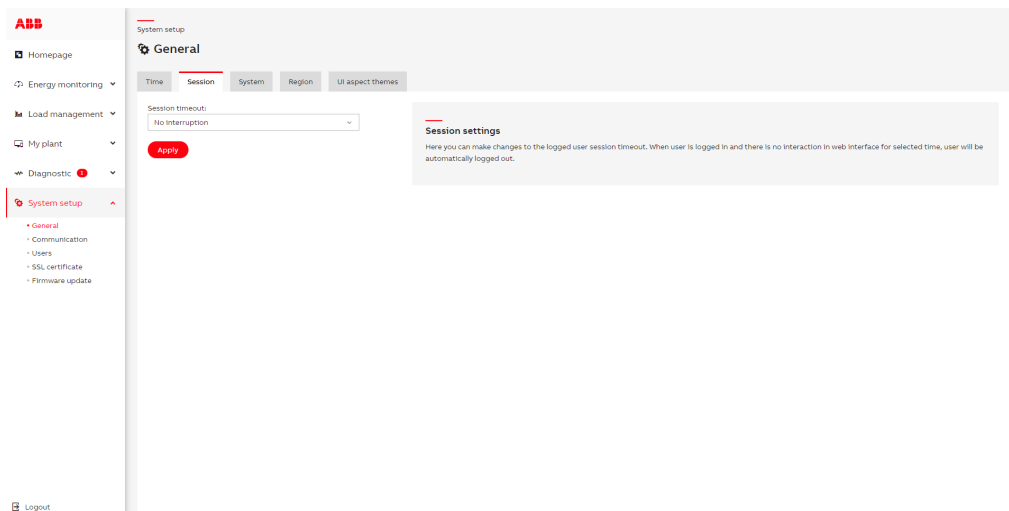 ABB
Homepage
Energy monitoring
Load management
My plant
Diagnostic 1
System setup
General
Communication
Users
SSL certificate
Firmware update
Logout
System setup
General
Time Session System Region UI aspect themes
Session timeout:
No interruption
Apply
Session settings
Here you can make changes to the logged user session timeout. When user is logged in and there is no interaction in web interface for selected time, user will be
automatically logged out.